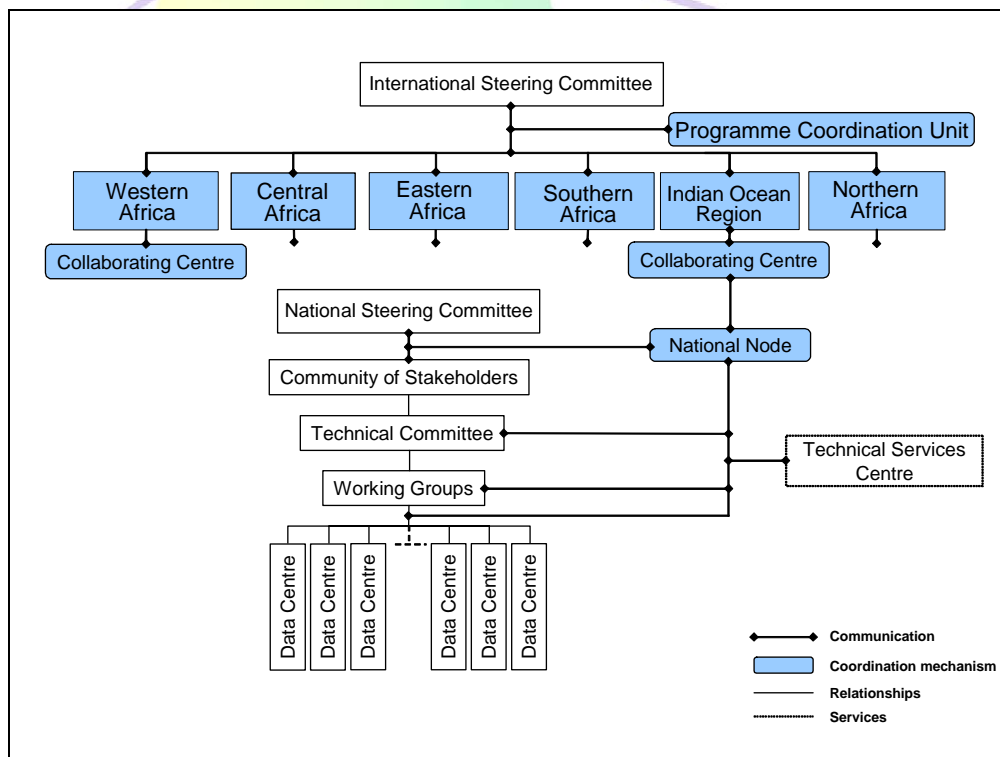 International Steering Committee
Programme Coordination Unit
Western
Africa
Central
Africa
Eastern
Africa
Southern
Africa
Indian Ocean
Region
Northern
Africa
Collaborating Centre
Collaborating Centre
National Steering Committee
National Node
Community of Stakeholders
Technical Committee
Technical Services
Centre
Working Groups
Data Centre
Data Centre
Data Centre
Data Centre
Data Centre
Data Centre
Communication
Coordination mechanism
Relationships
Services